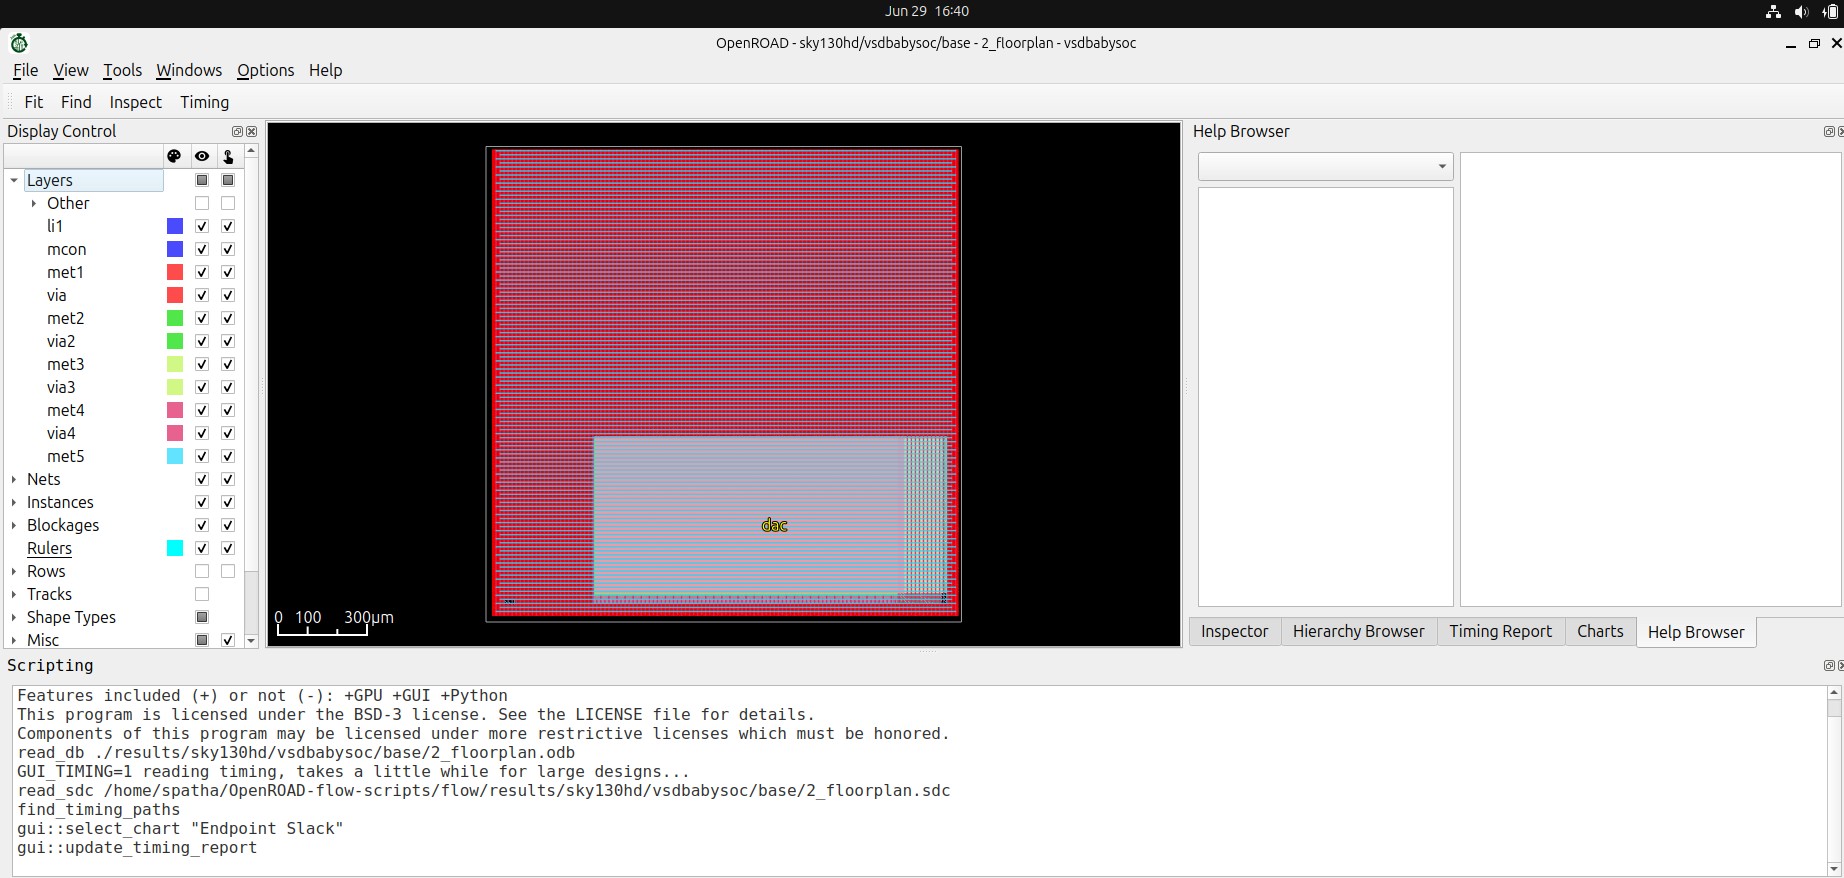 Jun 29 16:40
OpenROAD - sky130hd/vsdbabysoc/base - 2_floorplan - vsdbabysoc
File View Tools Windows Options Help
Fit Find Inspect Timing
Display Control
Layers
Other
li1
mcon
met1
via
met2
via2
met3
via3
met4
via4
met5
Nets
Instances
Blockages
Rulers
Rows
Tracks
Shape Types
Misc
dac
0 100 300μm
Help Browser
Inspector Hierarchy Browser Timing Report Charts Help Browser
Scripting
Features included (+) or not (-): +GPU +GUI +Python
This program is licensed under the BSD-3 license. See the LICENSE file for details.
Components of this program may be licensed under more restrictive licenses which must be honored.
read_db ./results/sky130hd/vsdbabysoc/base/2_floorplan.odb
GUI_TIMING=1 reading timing, takes a little while for large designs...
read_sdc /home/spatha/OpenROAD-flow-scripts/flow/results/sky130hd/vsdbabysoc/base/2_floorplan.sdc
find_timing_paths
gui::select_chart "Endpoint Slack"
gui::update_timing_report